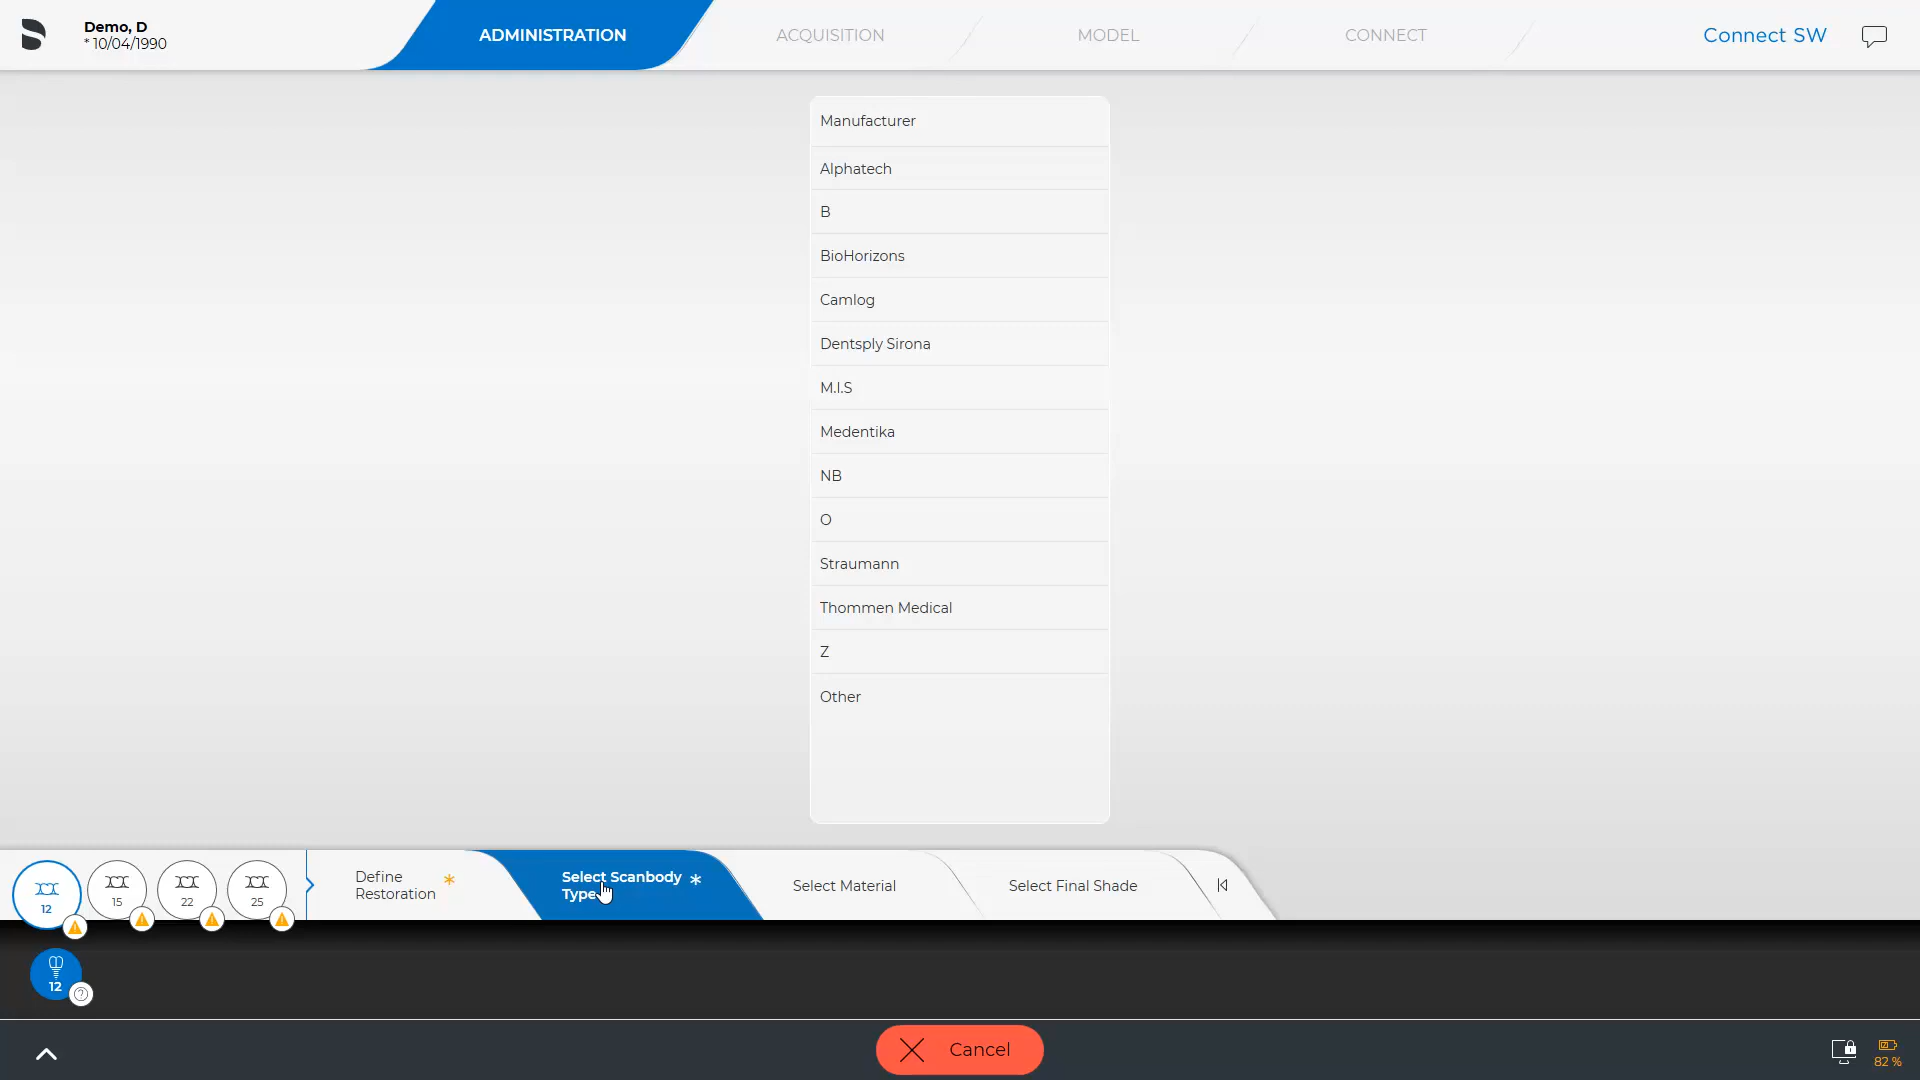 Demo, D
* 10/04/1990
ADMINISTRATION
ACQUISITION
MODEL
CONNECT
Connect SW
Manufacturer
Alphatech
B
BioHorizons
Camlog
Dentsply Sirona
M.I.S
Medentika
NB
O
Straumann
Thommen Medical
Z
Other
12
15
22
25
Define
Restoration *
Select Scanbody
Type *
Select Material
Select Final Shade
12
?
Cancel
82 %